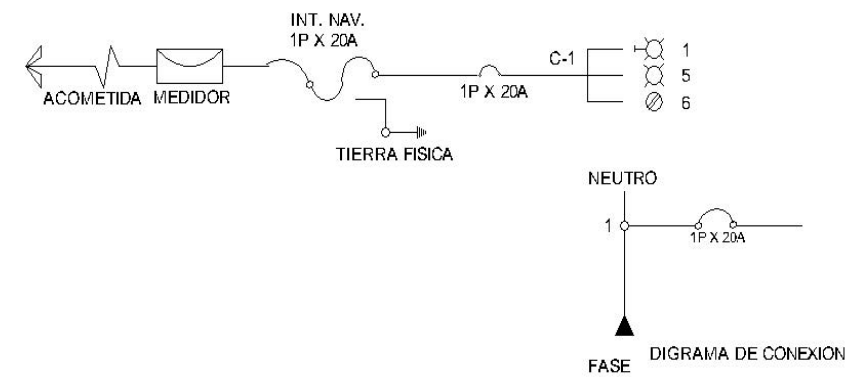 INT. NAV.
1P X 20A
ACOMETIDA
MEDIDOR
TIERRA FISICA
1P X 20A
C-1
1
5
6
NEUTRO
1
1P X 20A
FASE
DIGRAMA DE CONEXION